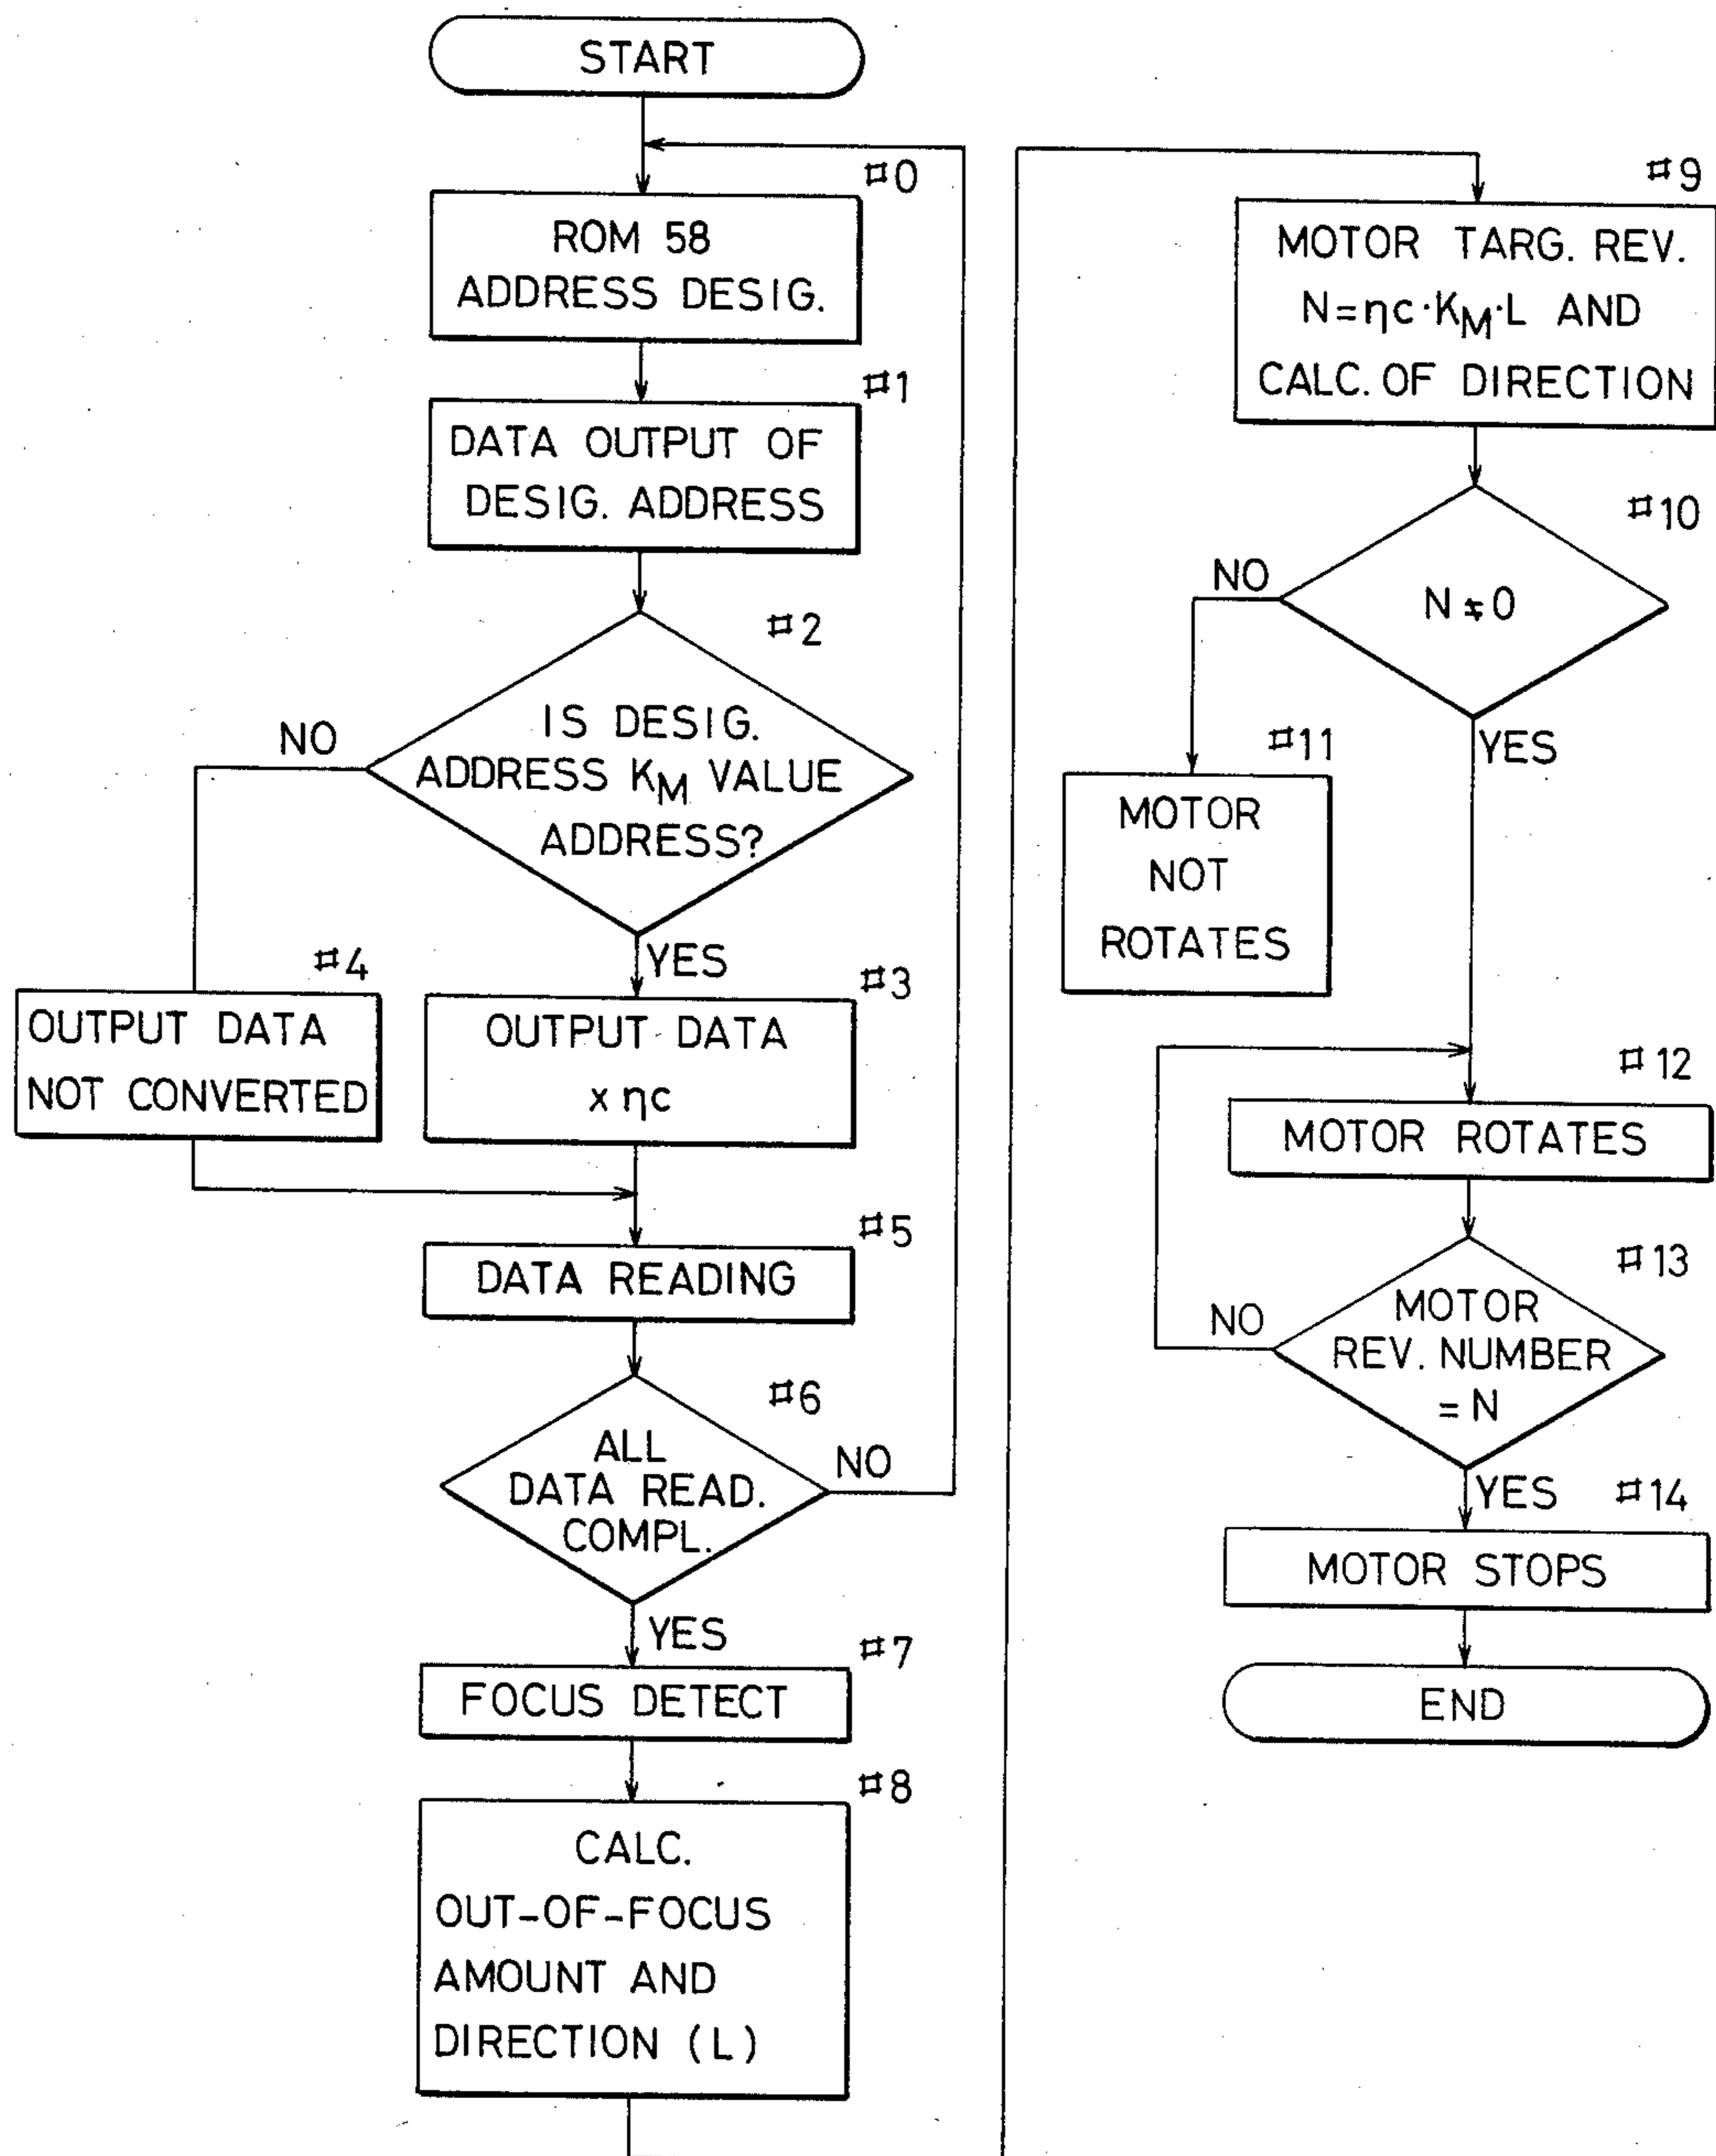 START
#0
ROM 58
ADDRESS DESIG.
#1
DATA OUTPUT OF
DESIG. ADDRESS
#2
IS DESIG.
ADDRESS KM VALUE
ADDRESS?
NO
YES
#4
OUTPUT DATA
NOT CONVERTED
#3
OUTPUT DATA
x ηc
#5
DATA READING
#6
ALL
DATA READ.
COMPL.
NO
YES
#7
FOCUS DETECT
#8
CALC.
OUT-OF-FOCUS
AMOUNT AND
DIRECTION (L)
#9
MOTOR TARG. REV.
N=ηc·KM·L AND
CALC. OF DIRECTION
#10
N≠0
NO
YES
#11
MOTOR
NOT
ROTATES
#12
MOTOR ROTATES
#13
MOTOR
REV. NUMBER
=N
NO
YES
#14
MOTOR STOPS
END